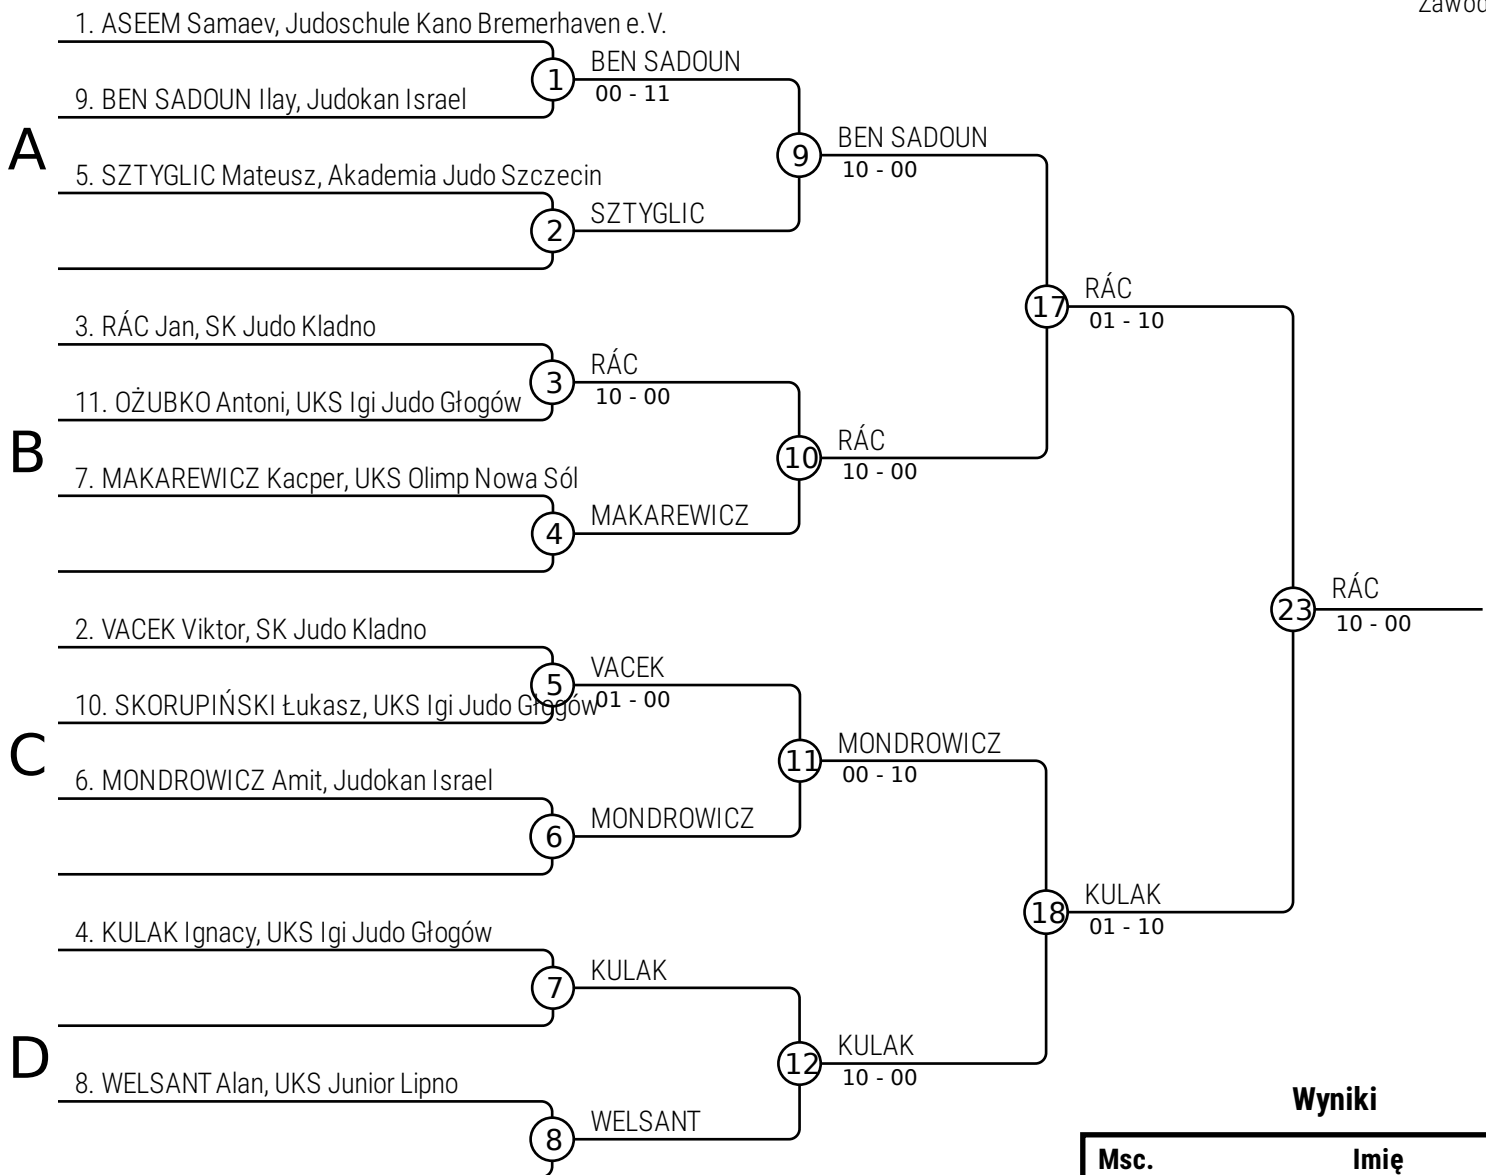 Zawod
1. ASEEM Samaev, Judoschule Kano Bremerhaven e.V.
1
BEN SADOUN
00 - 11
9. BEN SADOUN Ilay, Judokan Israel
A
9
BEN SADOUN
10 - 00
5. SZTYGLIC Mateusz, Akademia Judo Szczecin
2
SZTYGLIC
17
RÁC
01 - 10
3. RÁC Jan, SK Judo Kladno
3
RÁC
10 - 00
11. OŻUBKO Antoni, UKS Igi Judo Głogów
B
10
RÁC
10 - 00
7. MAKAREWICZ Kacper, UKS Olimp Nowa Sól
4
MAKAREWICZ
23
RÁC
10 - 00
2. VACEK Viktor, SK Judo Kladno
5
VACEK
01 - 00
10. SKORUPIŃSKI Łukasz, UKS Igi Judo Głogów
C
11
MONDROWICZ
00 - 10
6. MONDROWICZ Amit, Judokan Israel
6
MONDROWICZ
18
KULAK
01 - 10
4. KULAK Ignacy, UKS Igi Judo Głogów
7
KULAK
D
12
KULAK
10 - 00
8. WELSANT Alan, UKS Junior Lipno
8
WELSANT
Wyniki
Msc. Imię